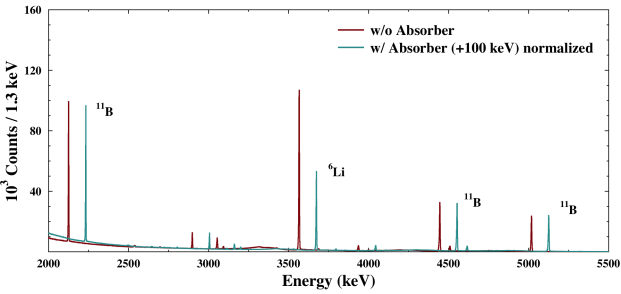 160
120
80
40
10³ Counts / 1.3 keV
w/o Absorber
w/ Absorber (+100 keV) normalized
¹¹B
⁶Li
¹¹B
¹¹B
2000 2500 3000 3500 4000 4500 5000 5500
Energy (keV)